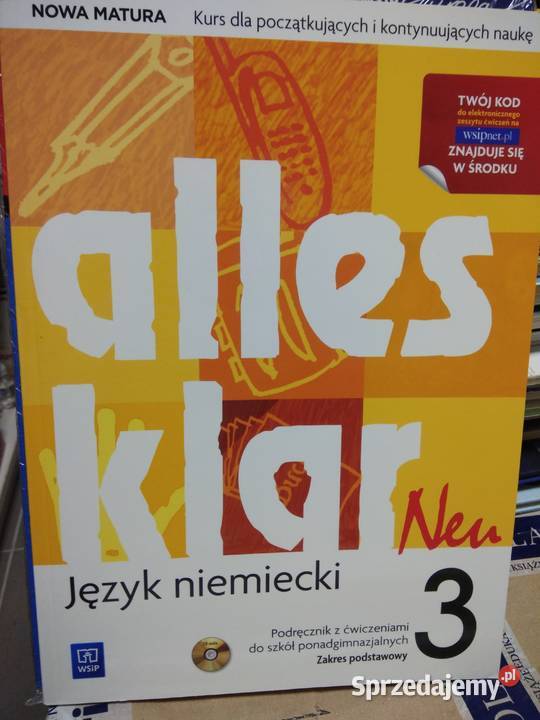 NOWA MATURA Kurs dla początkujących i kontynuujących naukę
TWÓJ KOD
do elektronicznego
zeszytu ćwiczeń na
wsipnet.pl
ZNAJDUJE SIĘ
W ŚRODKU
alles
klar
Neu
Język niemiecki
3
Podręcznik z ćwiczeniami
do szkół ponadgimnazjalnych
Zakres podstawowy
WSiP
Sprzedajemy.pl